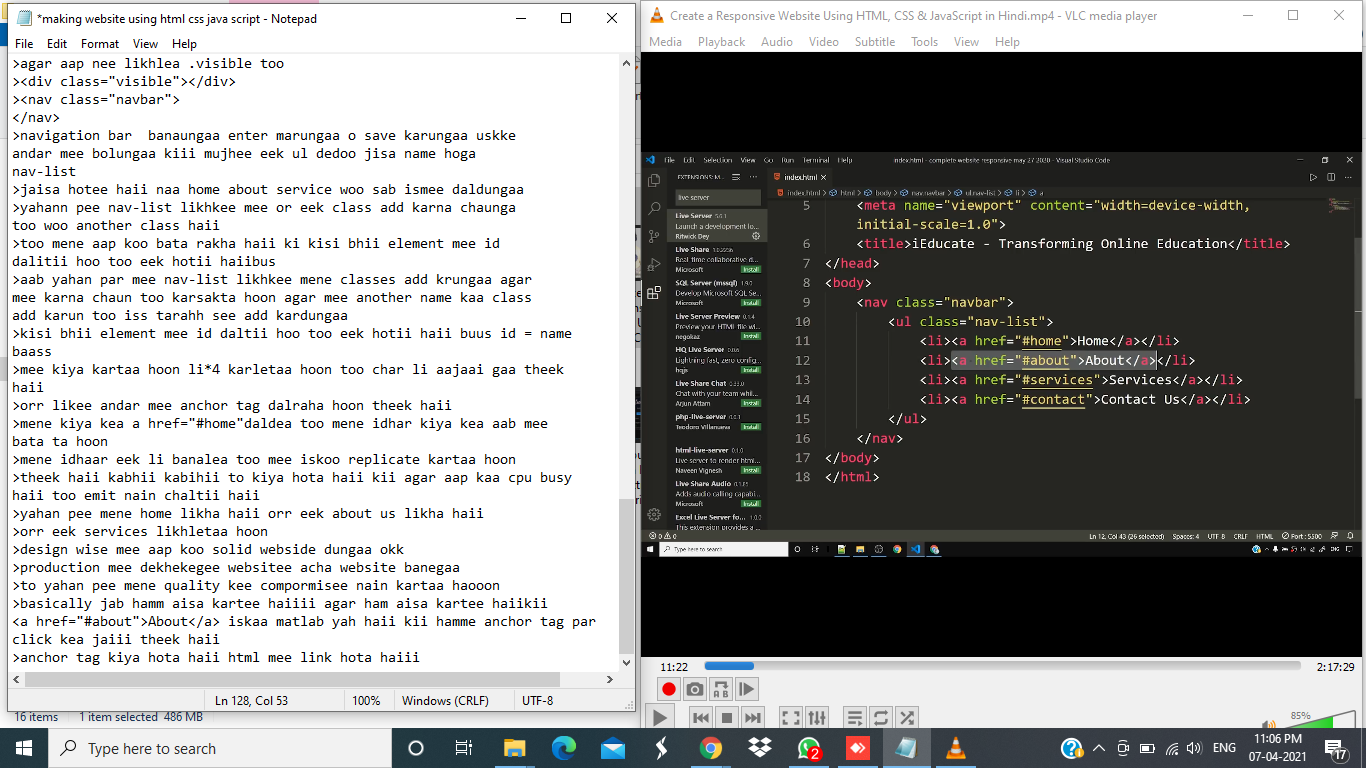 *making website using html css java script - Notepad
File Edit Format View Help
>agar aap nee likhlea .visible too
><div class="visible"></div>
><nav class="navbar">
</nav>
>navigation bar  banaungaa enter marungaa o save karungaa uskke
andar mee bolungaa kiii mujhee eek ul dedoo jisa name hoga
nav-list
>jaisa hotee haii naa home about service woo sab ismee daldungaa
>yahann pee nav-list likhkee mee or eek class add karna chaunga
too woo another class haii
>too mene aap koo bata rakha haii ki kisi bhii element mee id
dalitii hoo too eek hotii haiibus
>aab yahan par mee nav-list likhkee mene classes add krungaa agar
mee karna chaun too karsakta hoon agar mee another name kaa class
add karun too iss tarahh see add kardungaa
>kisi bhii element mee id daltii hoo too eek hotii haii buus id = name
baass
>mee kiya kartaa hoon li*4 karletaa hoon too char li aajaai gaa theek
haii
>orr likee andar mee anchor tag dalraha hoon theek haii
>mene kiya kea a href="#home"daldea too mene idhar kiya kea aab mee
bata ta hoon
>mene idhaar eek li banalea too mee iskoo replicate kartaa hoon
>theek haii kabhii kabihii to kiya hota haii kii agar aap kaa cpu busy
haii too emit nain chaltii haii
>yahan pee mene home likha haii orr eek about us likha haii
>orr eek services likhletaa hoon
>design wise mee aap koo solid webside dungaa okk
>production mee dekhekegee websitee acha website banegaa
>to yahan pee mene quality kee compormisee nain kartaa haooon
>basically jab hamm aisa kartee haiiii agar ham aisa kartee haiikii
<a href="#about">About</a> iskaa matlab yah haii kii hamme anchor tag par
click kea jaiii theek haii
>anchor tag kiya hota haii html mee link hota haiii
Ln 128, Col 53 100% Windows (CRLF) UTF-8
16 items 1 item selected 486 MB
Create a Responsive Website Using HTML, CSS & JavaScript in Hindi.mp4 - VLC media player
Media Playback Audio Video Subtitle Tools View Help
File Edit Selection View Go Run Terminal Help index.html - complete website responsive may 27 2020 - Visual Studio Code
EXTENSIONS: M... index.html
index.html > html > body > nav.navbar > ul.nav-list > li > a
live server
Live Server 5.6.1
Launch a development lo...
Ritwick Dey
Live Share
Real-time collaborative d...
Microsoft Install
SQL Server (mssql) 1.9.0
Develop Microsoft SQL Se...
Microsoft Install
Live Server Preview 0.1.4
Preview your HTML file wi...
negokaz Install
HQ Live Server
Lightning fast, zero config...
hqjs Install
Live Share Chat 0.33.0
Chat with your team while...
Arjun Attam Install
php-live-server
Teodoro Villanueva Install
html-live-server 0.1.0
Live server to render html...
Naveen Vignesh Install
Live Share Audio
Adds audio calling capabi...
Microsoft Install
Excel Live Server fo... 1.0.0
This extension provides a ...
5 <meta name="viewport" content="width=device-width,
initial-scale=1.0">
6 <title>iEducate - Transforming Online Education</title>
7 </head>
8 <body>
9 <nav class="navbar">
10 <ul class="nav-list">
11 <li><a href="#home">Home</a></li>
12 <li><a href="#about">About</a></li>
13 <li><a href="#services">Services</a></li>
14 <li><a href="#contact">Contact Us</a></li>
15 </ul>
16 </nav>
17 </body>
18 </html>
0 0 Ln 12, Col 43 (26 selected) Spaces: 4 UTF-8 CRLF HTML Port : 5500
Type here to search
11:22 2:17:29
85%
Type here to search
2
ENG 11:06 PM
07-04-2021
17